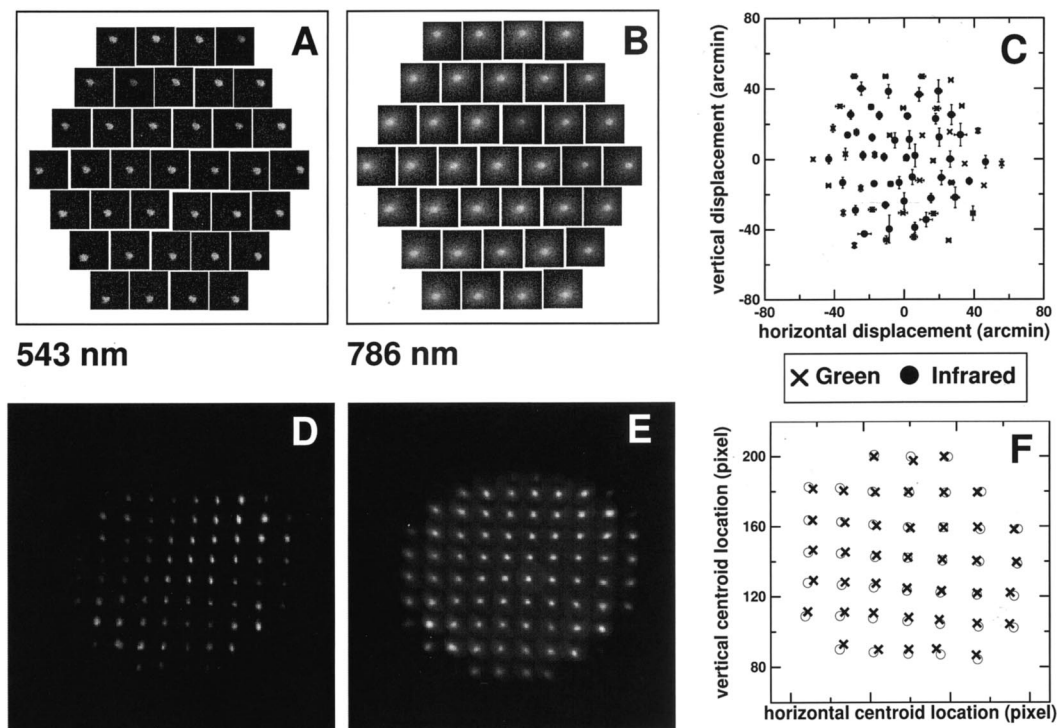 A
B
C
vertical displacement (arcmin)
80
40
0
-40
-80
-80
-40
0
40
80
horizontal displacement (arcmin)
543 nm
786 nm
Green
Infrared
D
E
F
vertical centroid location (pixel)
200
160
120
80
horizontal centroid location (pixel)